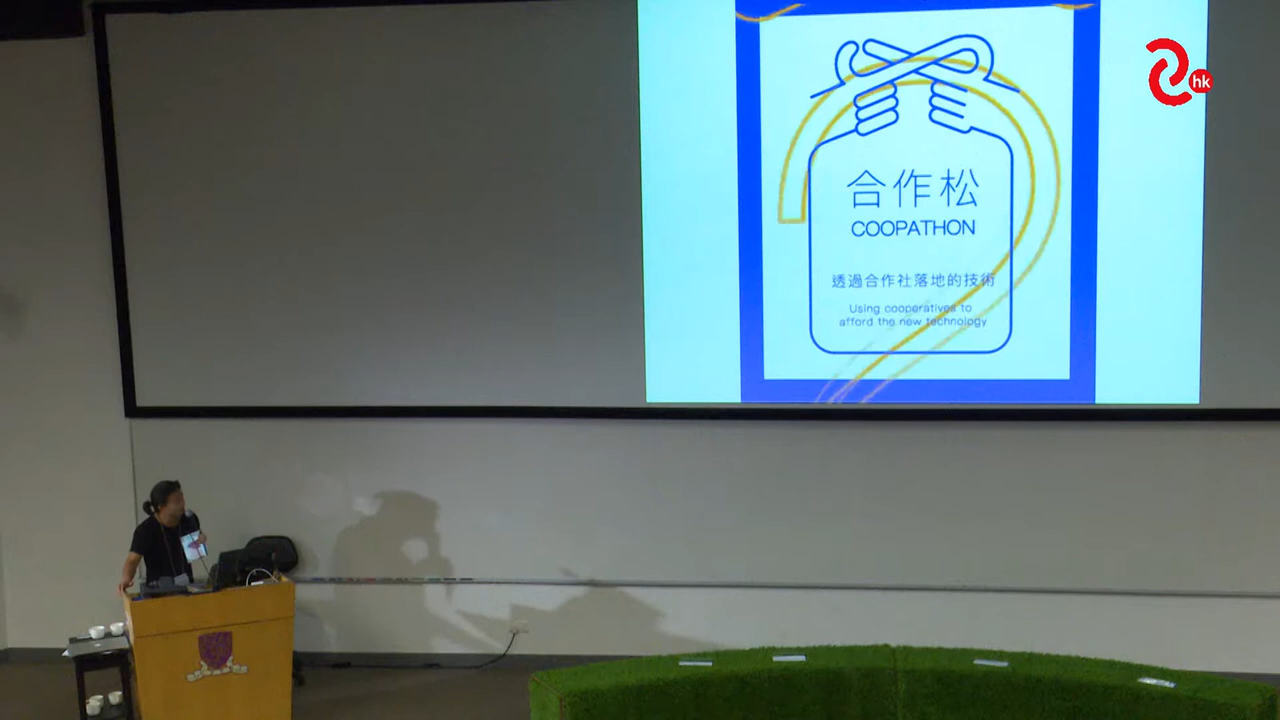 合作松
COOPATHON
透過合作社落地的技術
Using cooperatives to
afford the new technology
hk